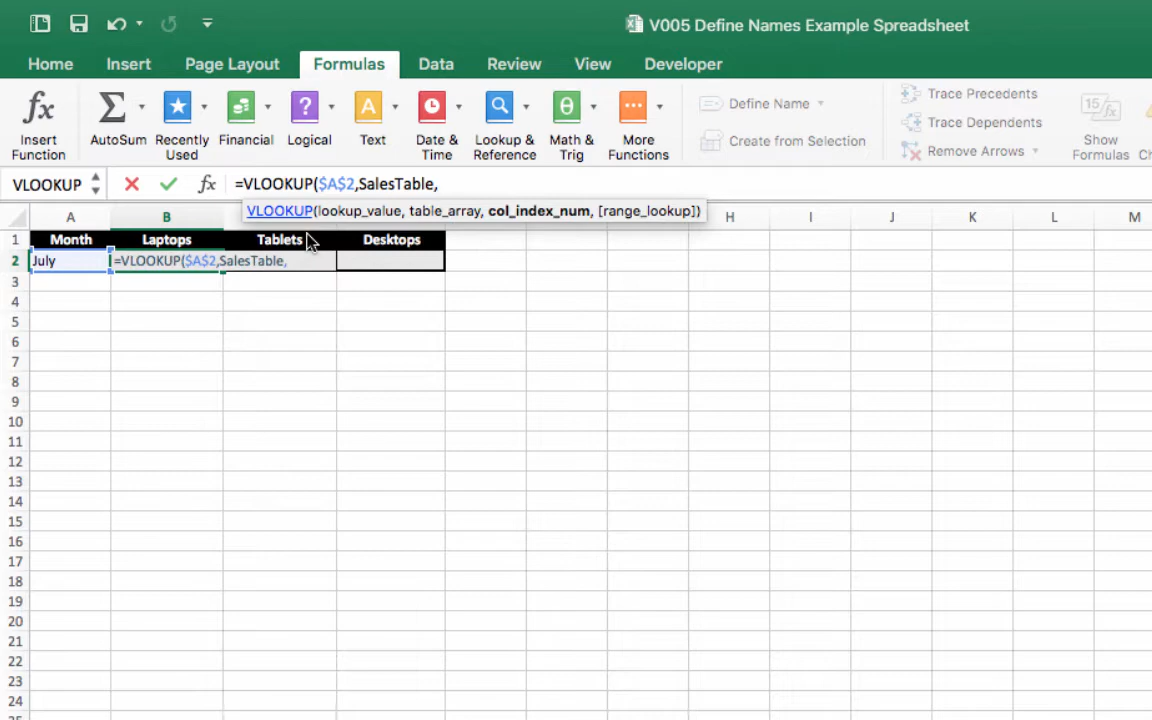 V005 Define Names Example Spreadsheet
Home Insert Page Layout Formulas Data Review View Developer
fx Σ ? A θ ... Define Name Trace Precedents 15 fx
Insert Function AutoSum Recently Used Financial Logical Text Date & Time Lookup & Reference Math & Trig More Functions Create from Selection Trace Dependents Remove Arrows Show Formulas
VLOOKUP fx =VLOOKUP($A$2,SalesTable,
VLOOKUP(lookup_value, table_array, col_index_num, [range_lookup])
A B H I J K L M
1 Month Laptops Tablets Desktops
2 July =VLOOKUP($A$2,SalesTable,
3
4
5
6
7
8
9
10
11
12
13
14
15
16
17
18
19
20
21
22
23
24